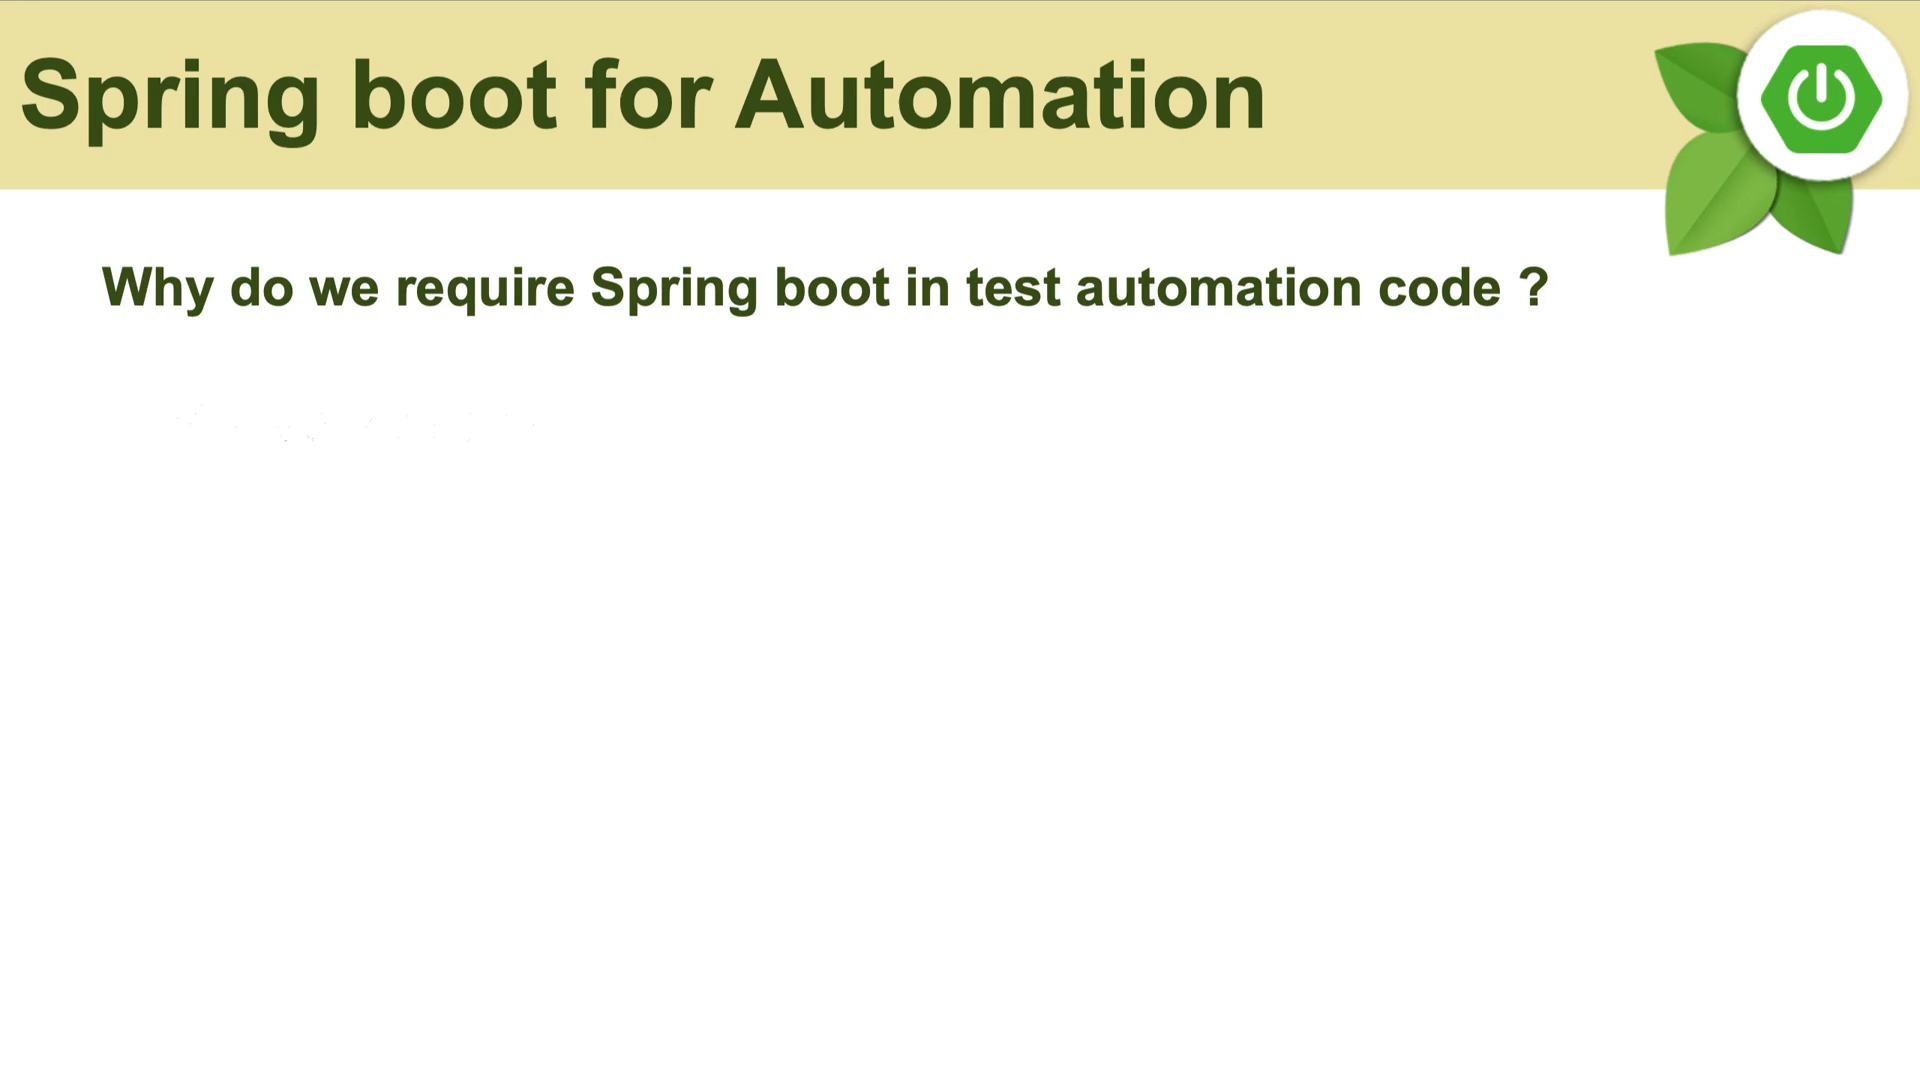 Spring boot for Automation
Why do we require Spring boot in test automation code ?